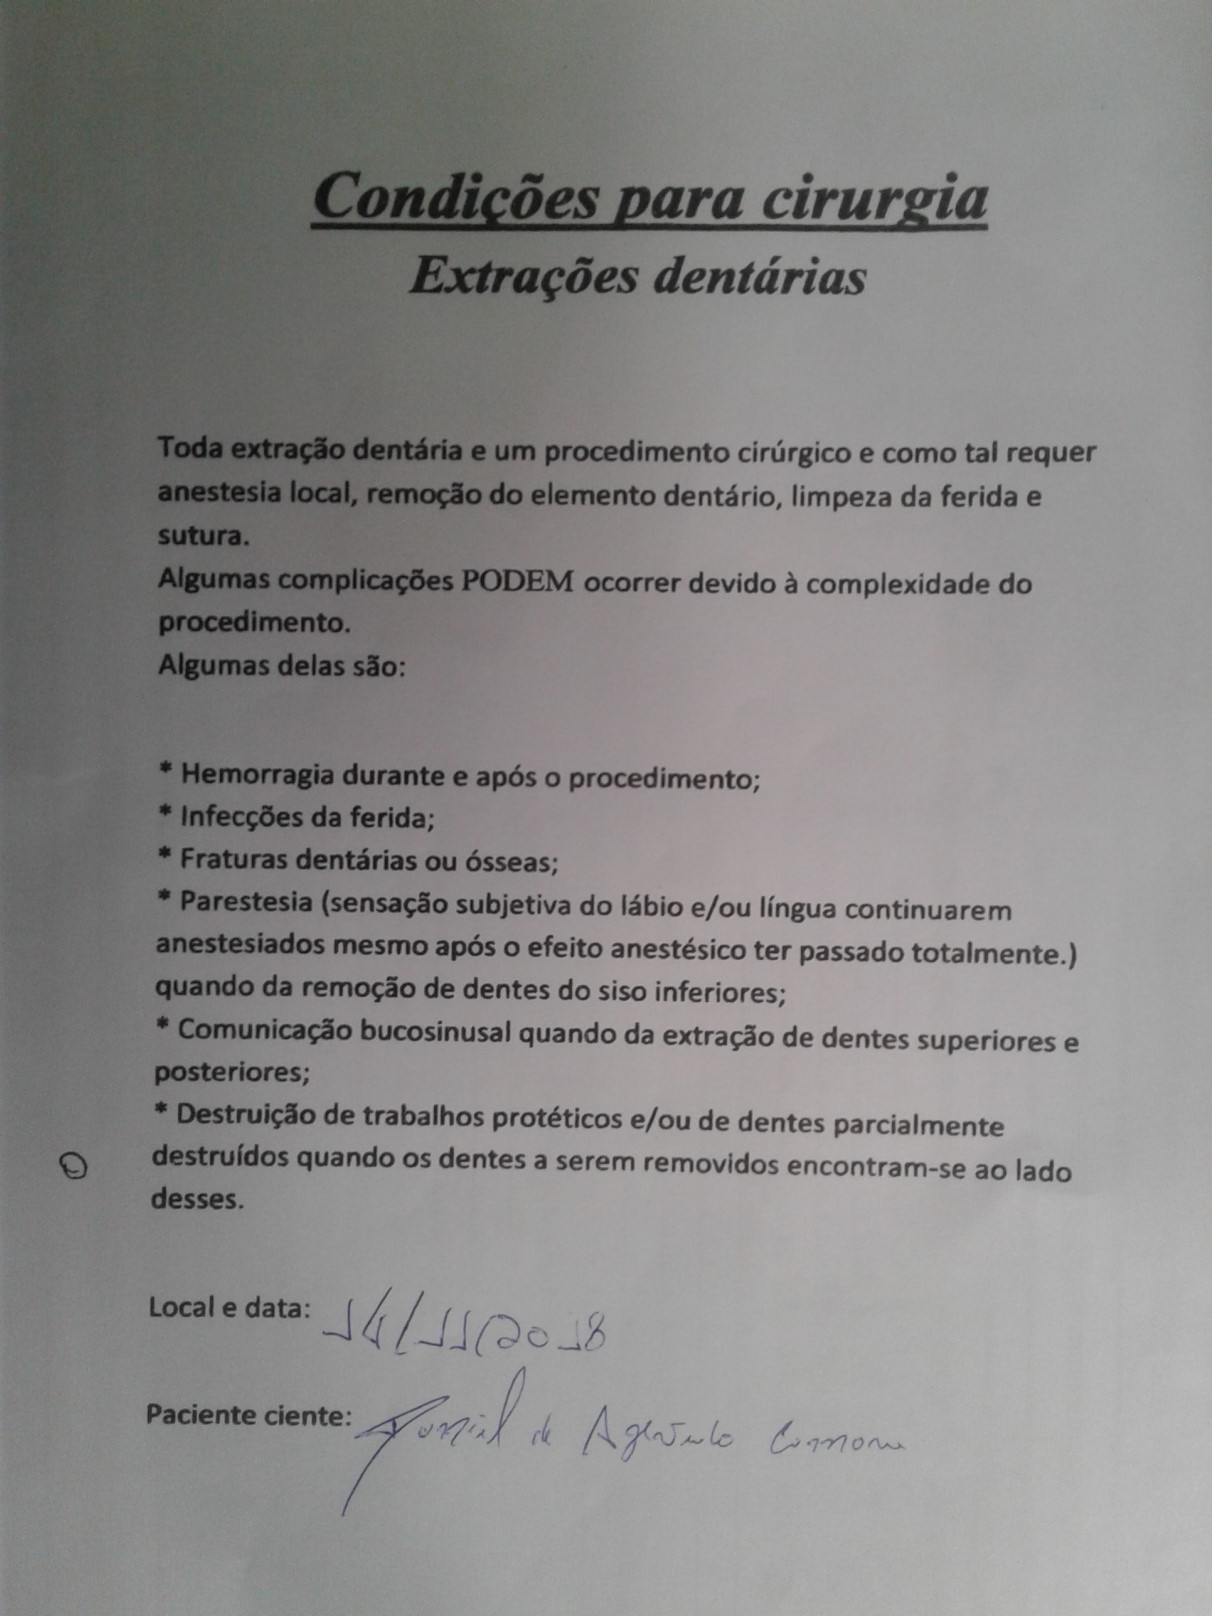 Condições para cirurgia
Extrações dentárias
Toda extração dentária e um procedimento cirúrgico e como tal requer
anestesia local, remoção do elemento dentário, limpeza da ferida e
sutura.
Algumas complicações PODEM ocorrer devido à complexidade do
procedimento.
Algumas delas são:
* Hemorragia durante e após o procedimento;
* Infecções da ferida;
* Fraturas dentárias ou ósseas;
* Parestesia (sensação subjetiva do lábio e/ou língua continuarem
anestesiados mesmo após o efeito anestésico ter passado totalmente.)
quando da remoção de dentes do siso inferiores;
* Comunicação bucosinusal quando da extração de dentes superiores e
posteriores;
* Destruição de trabalhos protéticos e/ou de dentes parcialmente
destruídos quando os dentes a serem removidos encontram-se ao lado
desses.
Local e data: 14/11/2018
Paciente ciente: de